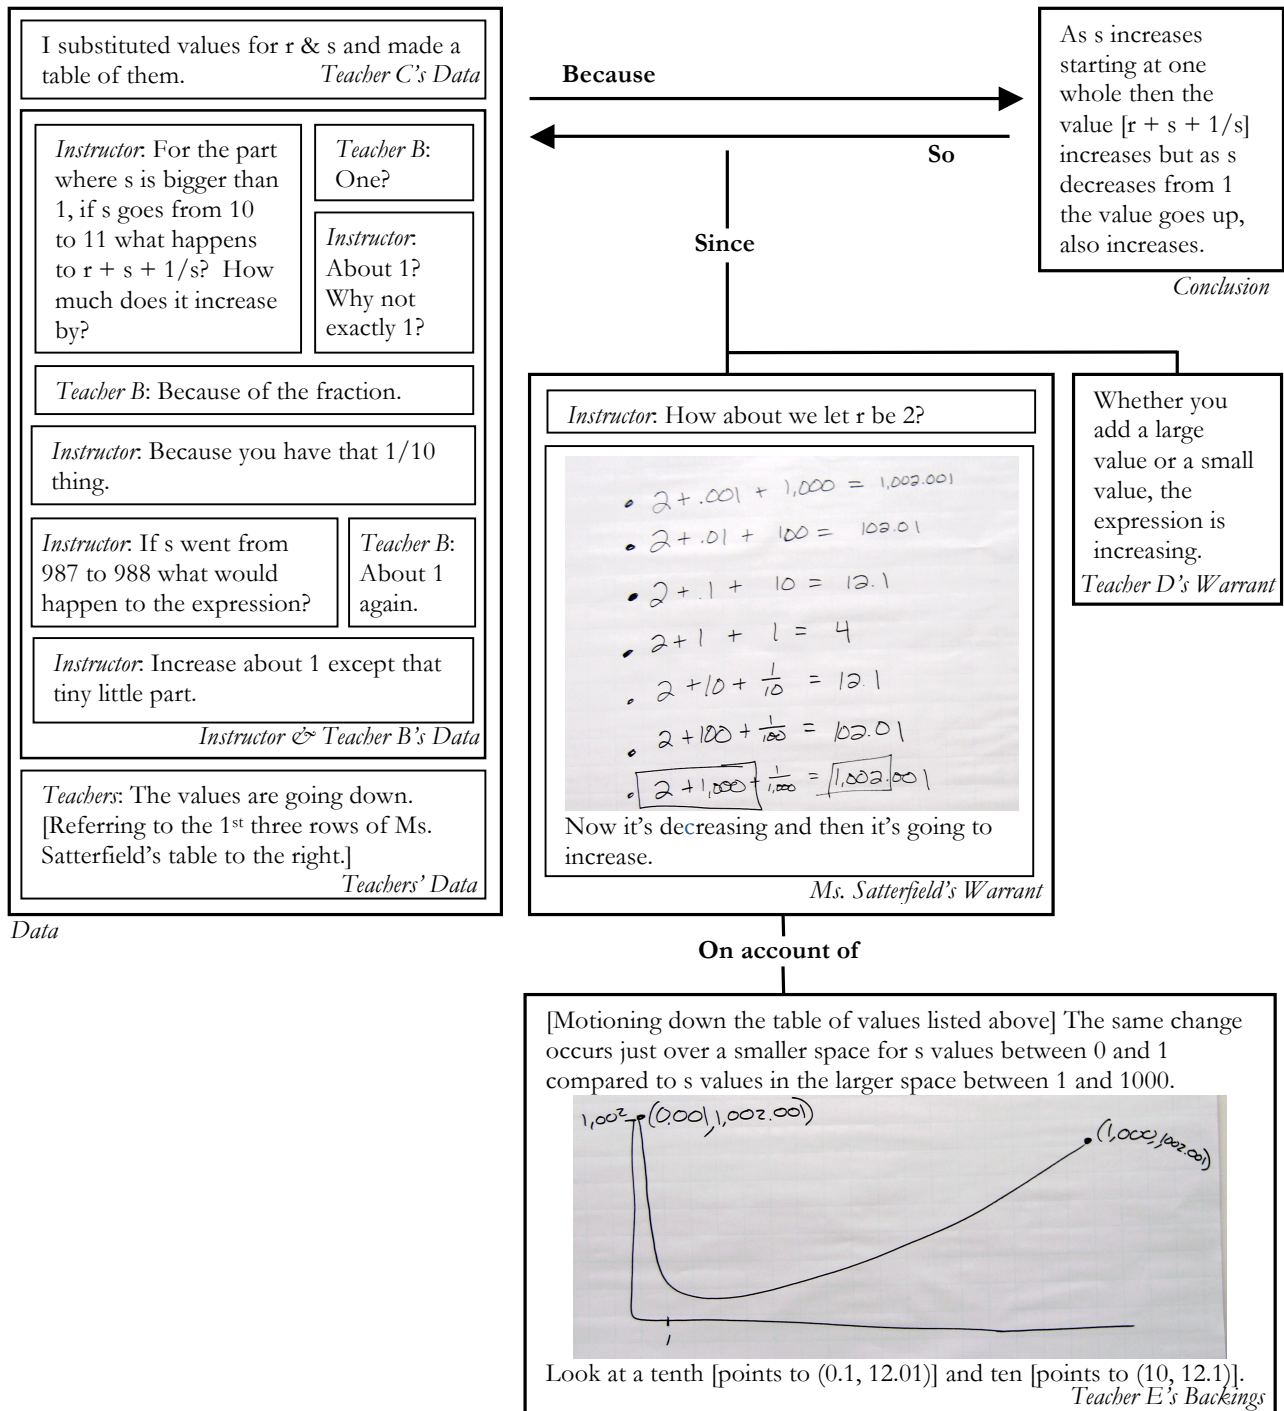 I substituted values for r & s and made a
table of them.
Teacher C's Data
Instructor: For the part
where s is bigger than
1, if s goes from 10
to 11 what happens
to r + s + 1/s? How
much does it increase
by?
Teacher B:
One?
Instructor:
About 1?
Why not
exactly 1?
Teacher B: Because of the fraction.
Instructor: Because you have that 1/10
thing.
Instructor: If s went from
987 to 988 what would
happen to the expression?
Teacher B:
About 1
again.
Instructor: Increase about 1 except that
tiny little part.
Instructor & Teacher B's Data
Teachers: The values are going down.
[Referring to the 1st three rows of Ms.
Satterfield's table to the right.]
Teachers' Data
Data
Because
So
Since
As s increases
starting at one
whole then the
value [r + s + 1/s]
increases but as s
decreases from 1
the value goes up,
also increases.
Conclusion
Instructor: How about we let r be 2?
• 2 + .001 + 1,000 = 1,002.001
• 2 + .01 + 100 = 102.01
• 2 + .1 + 10 = 12.1
• 2 + 1 + 1 = 4
• 2 + 10 + 1/10 = 12.1
• 2 + 100 + 1/100 = 102.01
• 2 + 1,000 + 1/1,000 = 1,002.001
Now it's decreasing and then it's going to
increase.
Ms. Satterfield's Warrant
Whether you
add a large
value or a small
value, the
expression is
increasing.
Teacher D's Warrant
On account of
[Motioning down the table of values listed above] The same change
occurs just over a smaller space for s values between 0 and 1
compared to s values in the larger space between 1 and 1000.
1,002
(0.001, 1,002.001)
(1,000, 1002.001)
1
Look at a tenth [points to (0.1, 12.01)] and ten [points to (10, 12.1)].
Teacher E's Backings